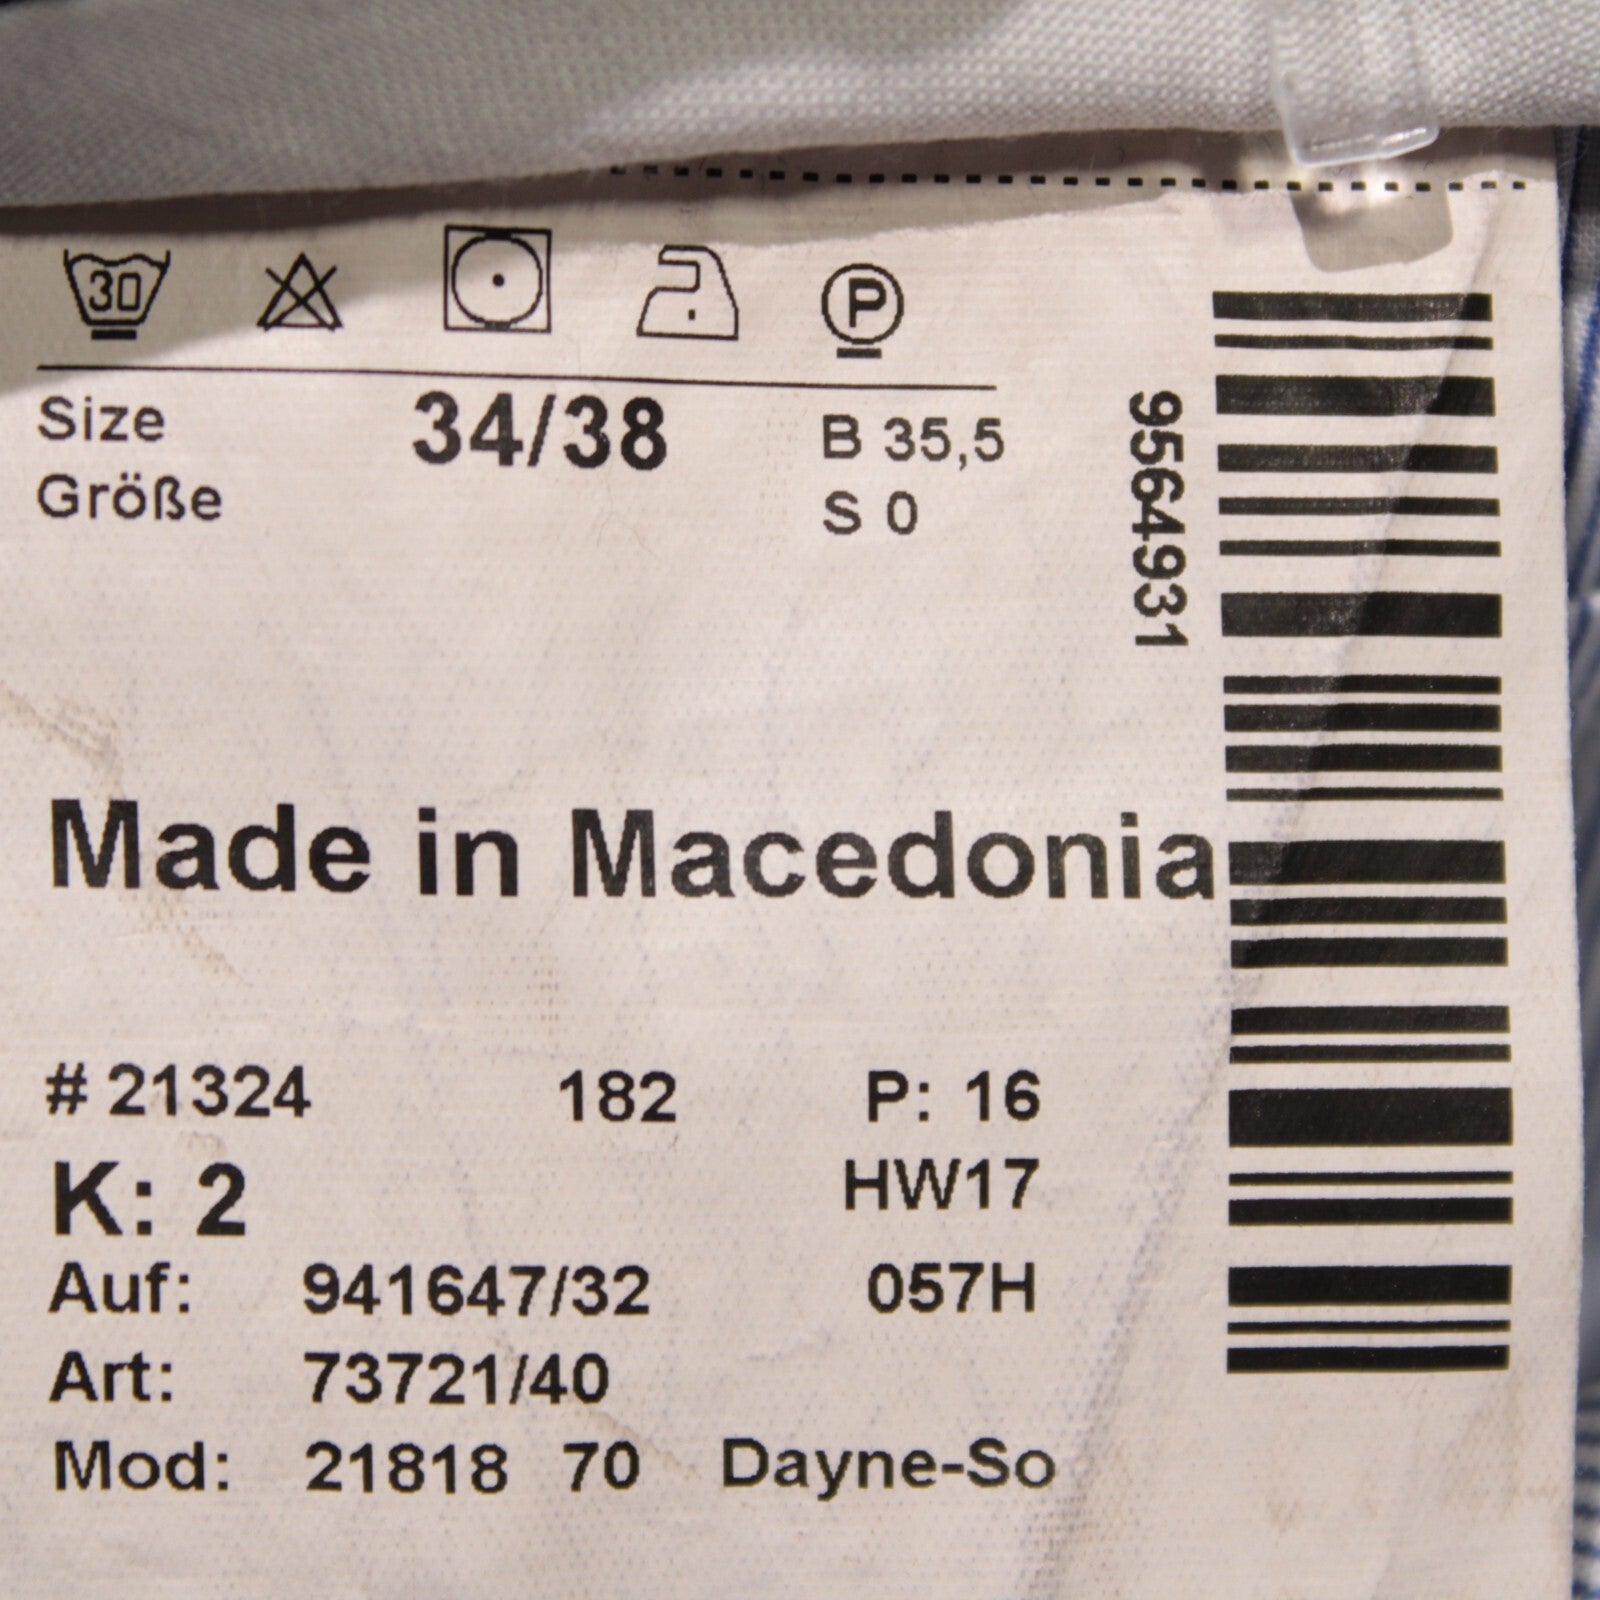 30
P
Size 34/38 B 35,5
Größe S 0
9564931
Made in Macedonia
# 21324 182 P: 16
K: 2 HW17
Auf: 941647/32 057H
Art: 73721/40
Mod: 21818 70 Dayne-So